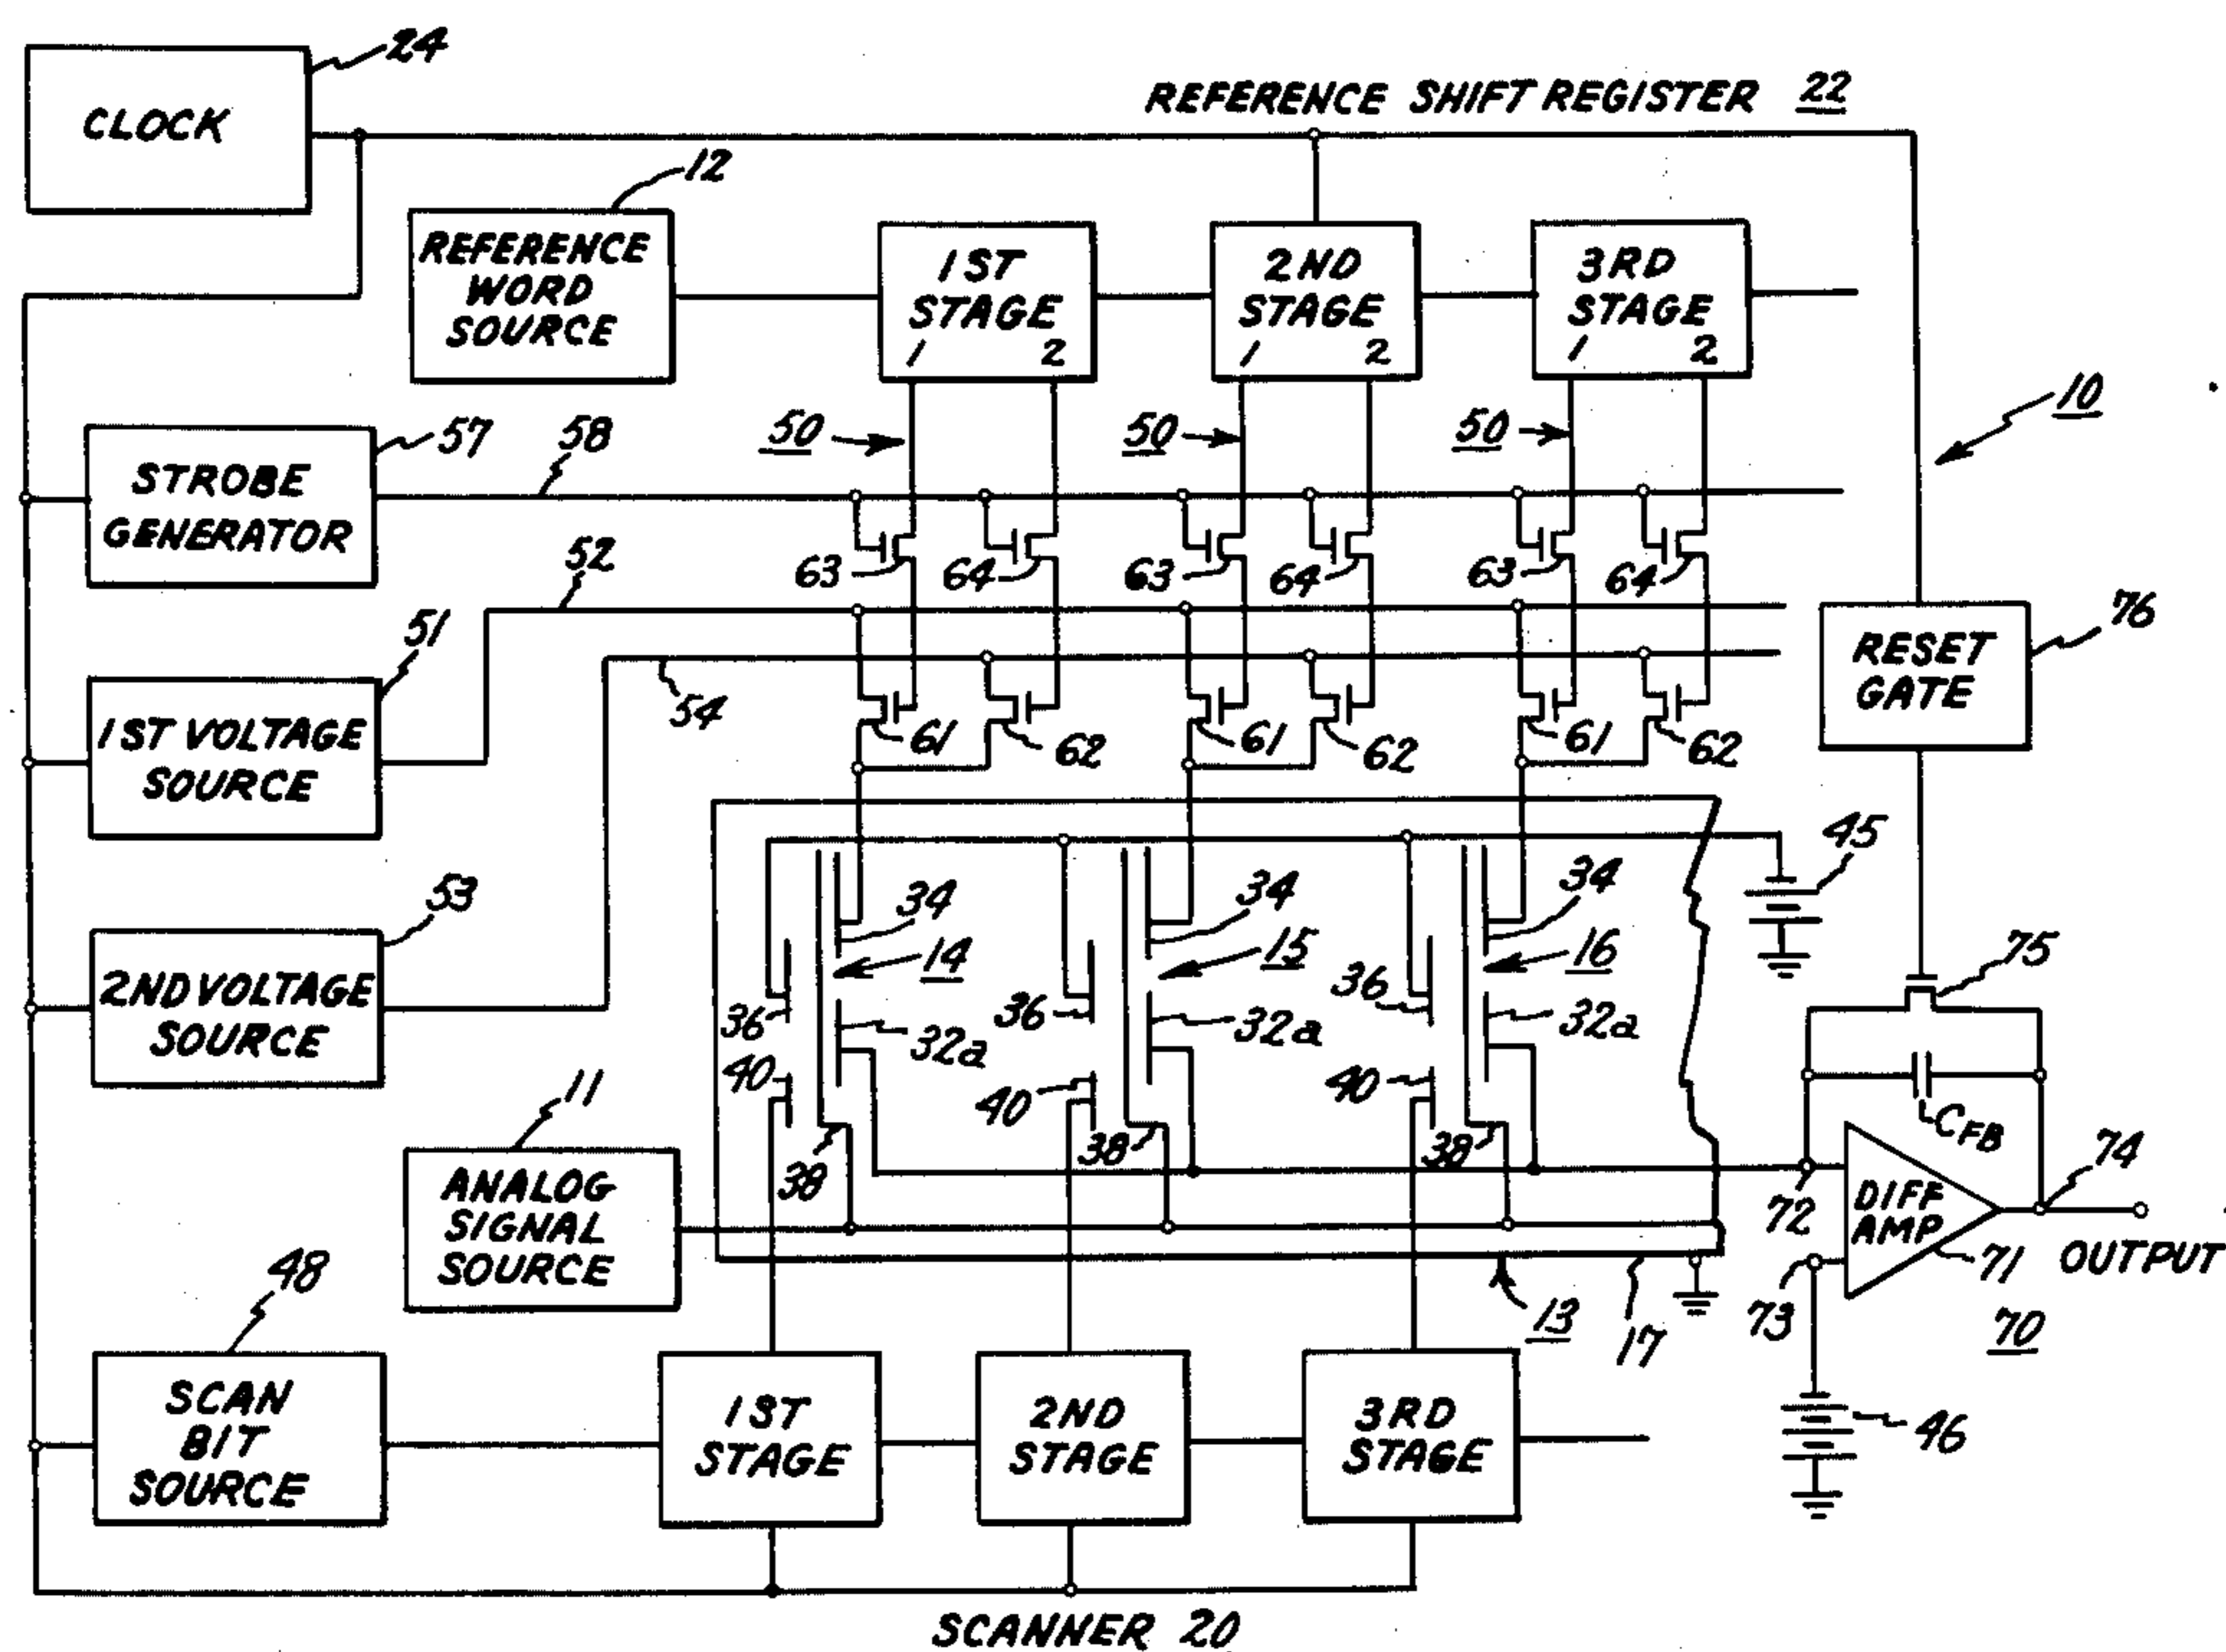 24
CLOCK
REFERENCE SHIFT REGISTER 22
12
REFERENCE
WORD
SOURCE
1ST
STAGE
1 2
2ND
STAGE
1 2
3RD
STAGE
1 2
10
57
58
50
50
50
STROBE
GENERATOR
52
63
64
63
64
63
64
51
76
1ST VOLTAGE
SOURCE
54
61
62
61
62
61
62
RESET
GATE
53
45
34
34
34
14
15
16
75
2ND VOLTAGE
SOURCE
36
36
36
32a
32a
32a
40
40
40
11
CFB
38
38
38
74
ANALOG
SIGNAL
SOURCE
72
DIFF
AMP
71
OUTPUT
48
73
13
17
70
SCAN
BIT
SOURCE
1ST
STAGE
2ND
STAGE
3RD
STAGE
46
SCANNER 20